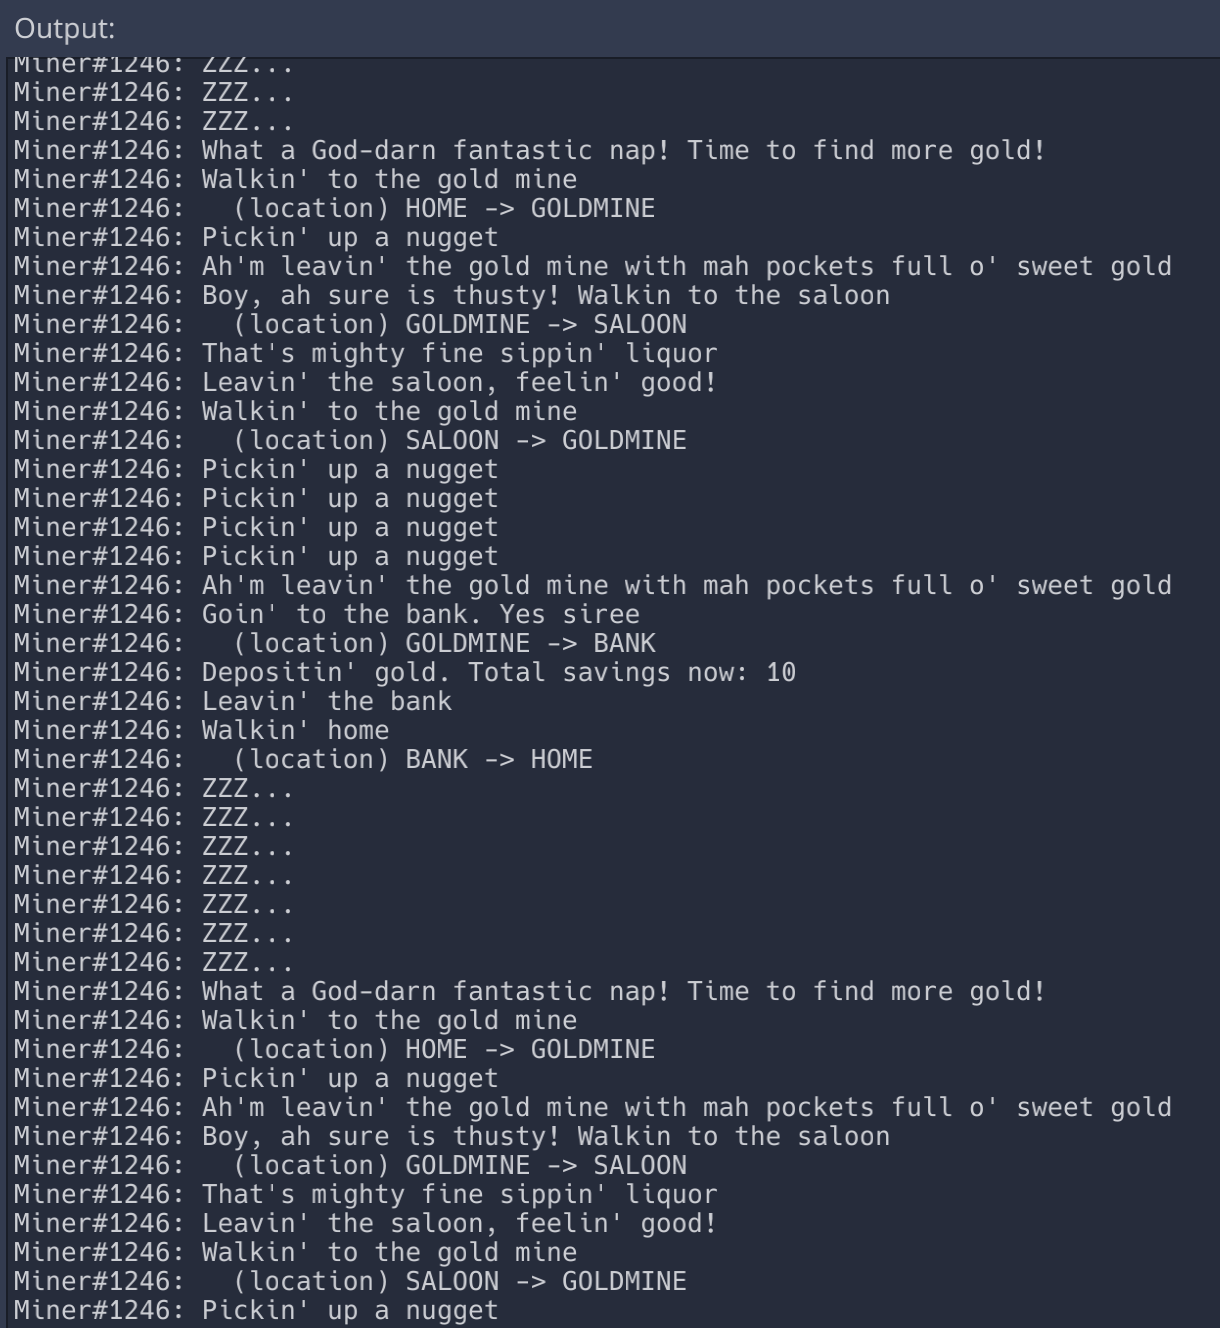 Output:
Miner#1246: ZZZ...
Miner#1246: ZZZ...
Miner#1246: ZZZ...
Miner#1246: What a God-darn fantastic nap! Time to find more gold!
Miner#1246: Walkin' to the gold mine
Miner#1246:   (location) HOME -> GOLDMINE
Miner#1246: Pickin' up a nugget
Miner#1246: Ah'm leavin' the gold mine with mah pockets full o' sweet gold
Miner#1246: Boy, ah sure is thusty! Walkin to the saloon
Miner#1246:   (location) GOLDMINE -> SALOON
Miner#1246: That's mighty fine sippin' liquor
Miner#1246: Leavin' the saloon, feelin' good!
Miner#1246: Walkin' to the gold mine
Miner#1246:   (location) SALOON -> GOLDMINE
Miner#1246: Pickin' up a nugget
Miner#1246: Pickin' up a nugget
Miner#1246: Pickin' up a nugget
Miner#1246: Pickin' up a nugget
Miner#1246: Ah'm leavin' the gold mine with mah pockets full o' sweet gold
Miner#1246: Goin' to the bank. Yes siree
Miner#1246:   (location) GOLDMINE -> BANK
Miner#1246: Depositin' gold. Total savings now: 10
Miner#1246: Leavin' the bank
Miner#1246: Walkin' home
Miner#1246:   (location) BANK -> HOME
Miner#1246: ZZZ...
Miner#1246: ZZZ...
Miner#1246: ZZZ...
Miner#1246: ZZZ...
Miner#1246: ZZZ...
Miner#1246: ZZZ...
Miner#1246: ZZZ...
Miner#1246: What a God-darn fantastic nap! Time to find more gold!
Miner#1246: Walkin' to the gold mine
Miner#1246:   (location) HOME -> GOLDMINE
Miner#1246: Pickin' up a nugget
Miner#1246: Ah'm leavin' the gold mine with mah pockets full o' sweet gold
Miner#1246: Boy, ah sure is thusty! Walkin to the saloon
Miner#1246:   (location) GOLDMINE -> SALOON
Miner#1246: That's mighty fine sippin' liquor
Miner#1246: Leavin' the saloon, feelin' good!
Miner#1246: Walkin' to the gold mine
Miner#1246:   (location) SALOON -> GOLDMINE
Miner#1246: Pickin' up a nugget